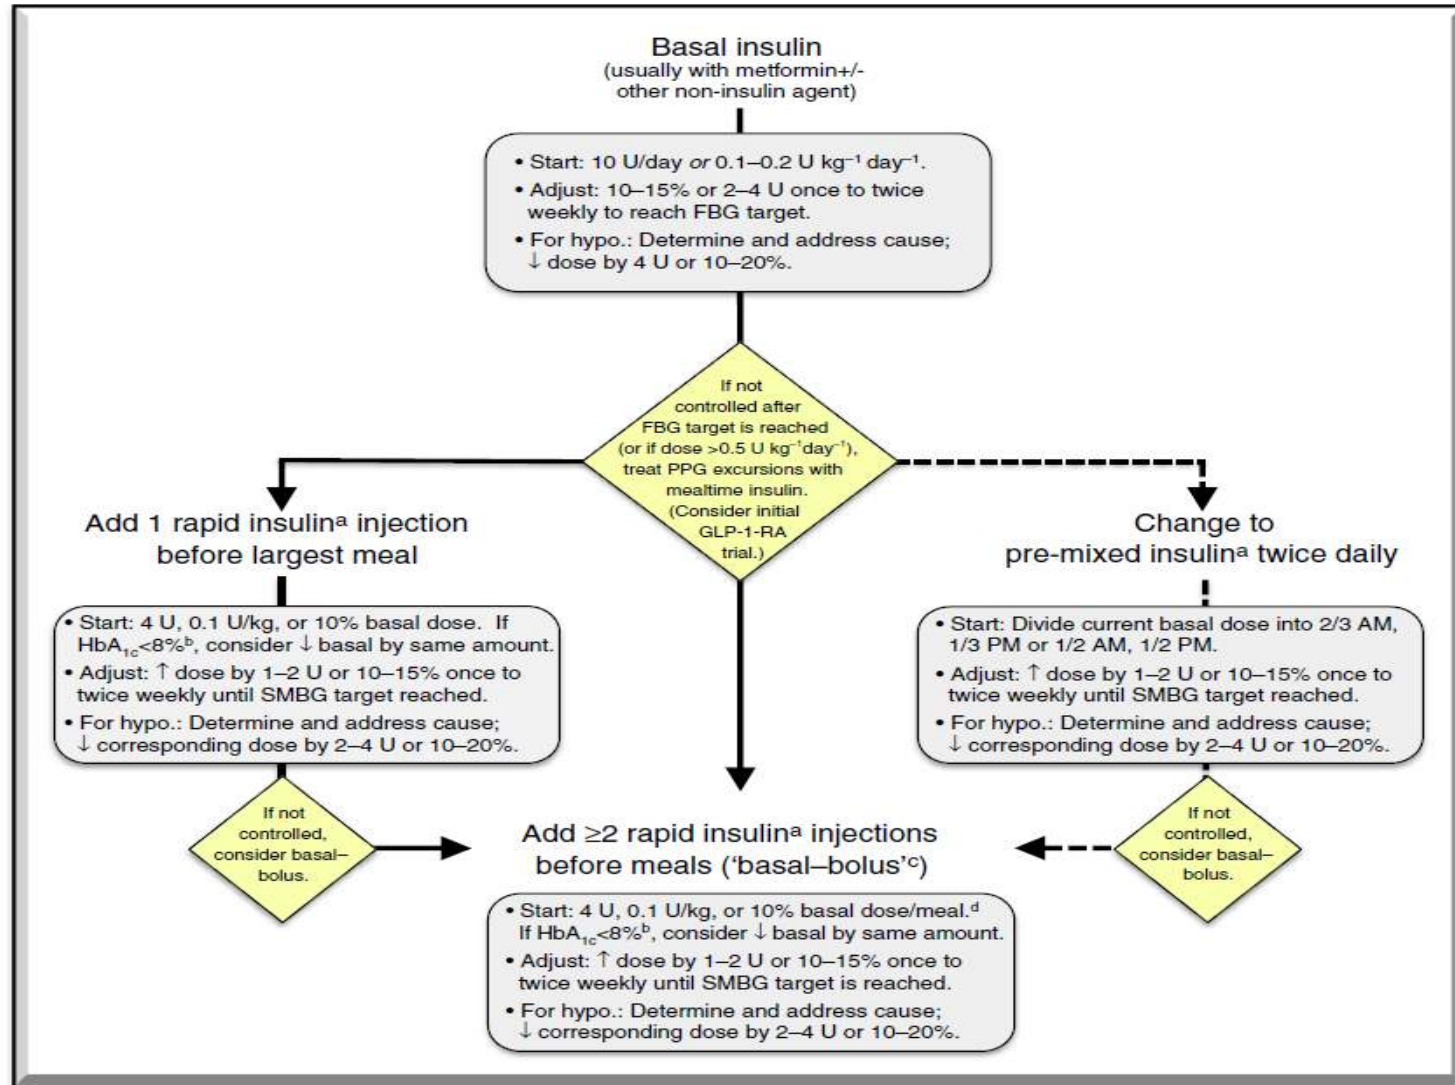 Basal insulin
(usually with metformin+/-
other non-insulin agent)
• Start: 10 U/day or 0.1–0.2 U kg⁻¹ day⁻¹.
• Adjust: 10–15% or 2–4 U once to twice
weekly to reach FBG target.
• For hypo.: Determine and address cause;
↓ dose by 4 U or 10–20%.
If not
controlled after
FBG target is reached
(or if dose >0.5 U kg⁻¹day⁻¹),
treat PPG excursions with
mealtime insulin.
(Consider initial
GLP-1-RA
trial.)
Add 1 rapid insulinᵃ injection
before largest meal
• Start: 4 U, 0.1 U/kg, or 10% basal dose. If
HbA₁c<8%ᵇ, consider ↓ basal by same amount.
• Adjust: ↑ dose by 1–2 U or 10–15% once to
twice weekly until SMBG target reached.
• For hypo.: Determine and address cause;
↓ corresponding dose by 2–4 U or 10–20%.
If not
controlled,
consider basal–
bolus.
Change to
pre-mixed insulinᵃ twice daily
• Start: Divide current basal dose into 2/3 AM,
1/3 PM or 1/2 AM, 1/2 PM.
• Adjust: ↑ dose by 1–2 U or 10–15% once to
twice weekly until SMBG target reached.
• For hypo.: Determine and address cause;
↓ corresponding dose by 2–4 U or 10–20%.
If not
controlled,
consider basal–
bolus.
Add ≥2 rapid insulinᵃ injections
before meals ('basal–bolus'ᶜ)
• Start: 4 U, 0.1 U/kg, or 10% basal dose/meal.ᵈ
If HbA₁c<8%ᵇ, consider ↓ basal by same amount.
• Adjust: ↑ dose by 1–2 U or 10–15% once to
twice weekly until SMBG target is reached.
• For hypo.: Determine and address cause;
↓ corresponding dose by 2–4 U or 10–20%.